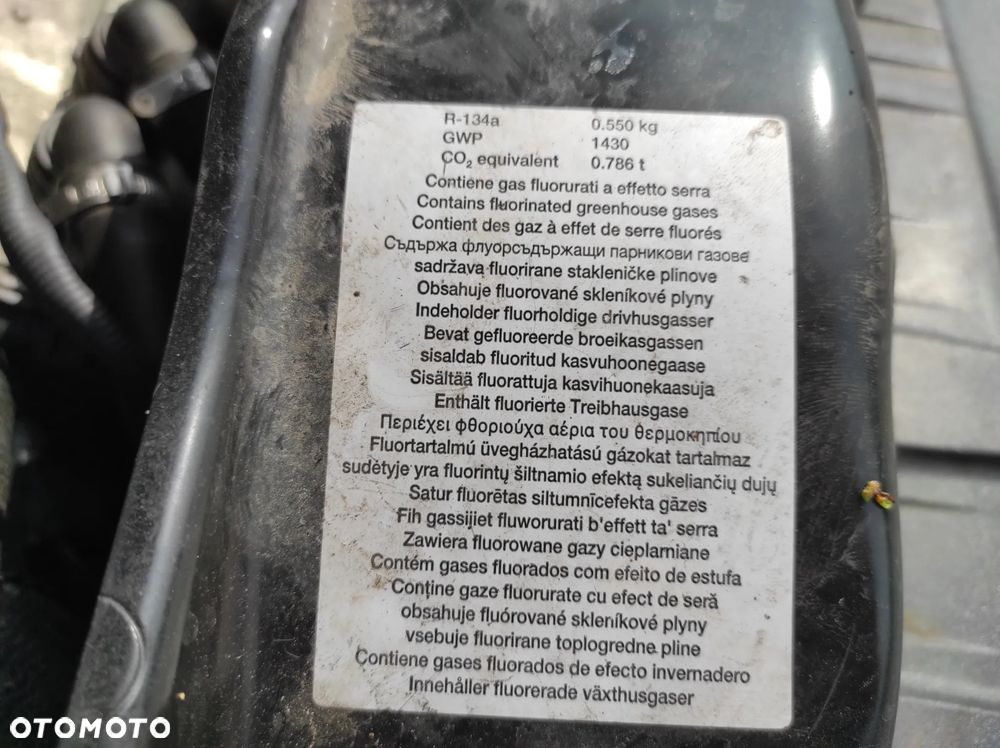 R-134a 0.550 kg
GWP 1430
CO₂ equivalent 0.786 t
Contiene gas fluorurati a effetto serra
Contains fluorinated greenhouse gases
Contient des gaz à effet de serre fluorés
Съдържа флуорсъдържащи парникови газове
sadržava fluorirane stakleničke plinove
Obsahuje fluorované skleníkové plyny
Indeholder fluorholdige drivhusgasser
Bevat gefluoreerde broeikasgassen
sisaldab fluoritud kasvuhoonegaase
Sisältää fluorattuja kasvihuonekaasuja
Enthält fluorierte Treibhausgase
Περιέχει φθοριούχα αέρια του θερμοκηπίου
Fluortartalmú üvegházhatású gázokat tartalmaz
sudėtyje yra fluorintų šiltnamio efektą sukeliančių dujų
Satur fluorētas siltumnīcefekta gāzes
Fih gassijiet fluworurati b'effett ta' serra
Zawiera fluorowane gazy cieplarniane
Contém gases fluorados com efeito de estufa
Conține gaze fluorurate cu efect de seră
obsahuje fluórované skleníkové plyny
vsebuje fluorirane toplogredne pline
Contiene gases fluorados de efecto invernadero
Innehåller fluorerade växthusgaser
OTOMOTO